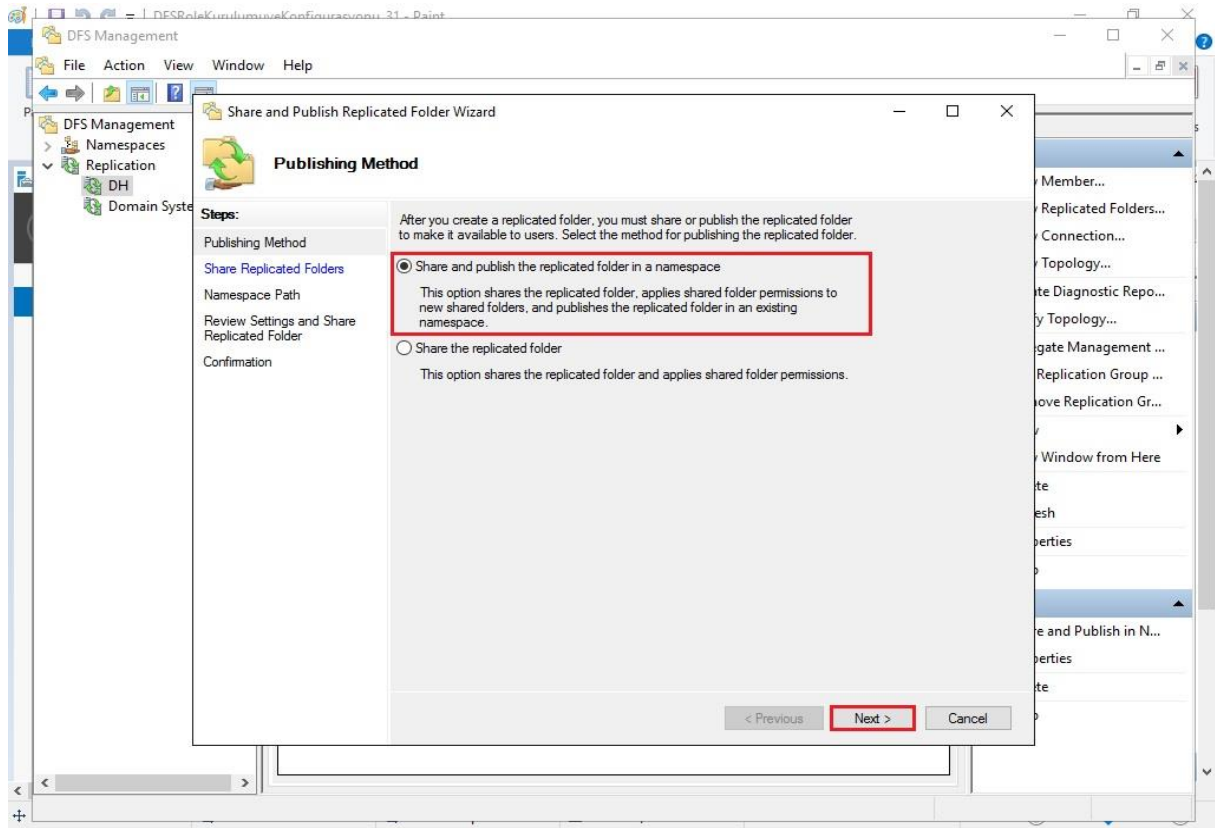 DFSRoleKurulumuveKonfigurasyonu_31 - Paint
DFS Management
File Action View Window Help
DFS Management
Namespaces
Replication
DH
Domain Syste
Share and Publish Replicated Folder Wizard
Publishing Method
Steps:
Publishing Method
Share Replicated Folders
Namespace Path
Review Settings and Share
Replicated Folder
Confirmation
After you create a replicated folder, you must share or publish the replicated folder
to make it available to users. Select the method for publishing the replicated folder.
Share and publish the replicated folder in a namespace
This option shares the replicated folder, applies shared folder permissions to
new shared folders, and publishes the replicated folder in an existing
namespace.
Share the replicated folder
This option shares the replicated folder and applies shared folder permissions.
< Previous Next > Cancel
Member...
Replicated Folders...
Connection...
Topology...
te Diagnostic Repo...
fy Topology...
egate Management ...
Replication Group ...
ove Replication Gr...
Window from Here
te
esh
perties
re and Publish in N...
perties
te